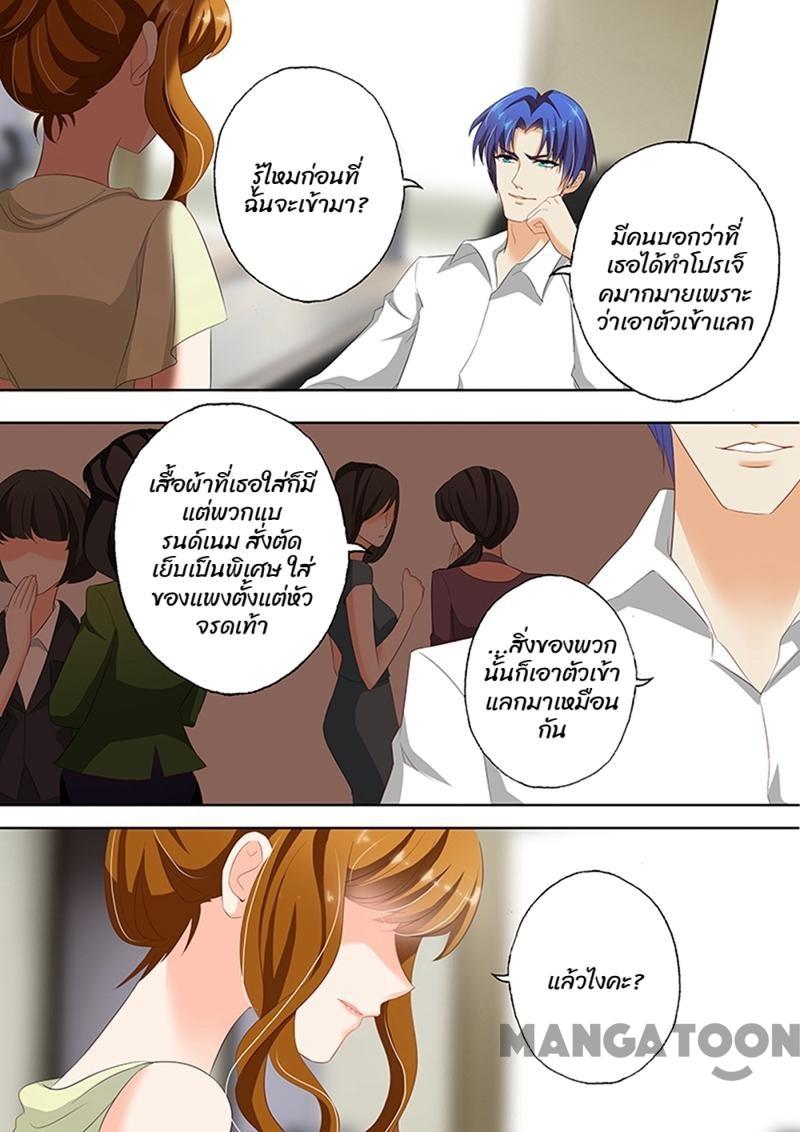 รู้ไหมก่อนที่
ฉันจะเข้ามา?
มีคนบอกว่าที่
เธอได้ทำโปรเจ็
คมากมายเพราะ
ว่าเอาตัวเข้าแลก
เสื้อผ้าที่เธอใส่ก็มี
แต่พวกแบ
รนด์เนม สั่งตัด
เย็บเป็นพิเศษ ใส่
ของแพงตั้งแต่หัว
จรดเท้า
...สิ่งของพวก
นั้นก็เอาตัวเข้า
แลกมาเหมือน
กัน
แล้วไงคะ?
MANGATOON